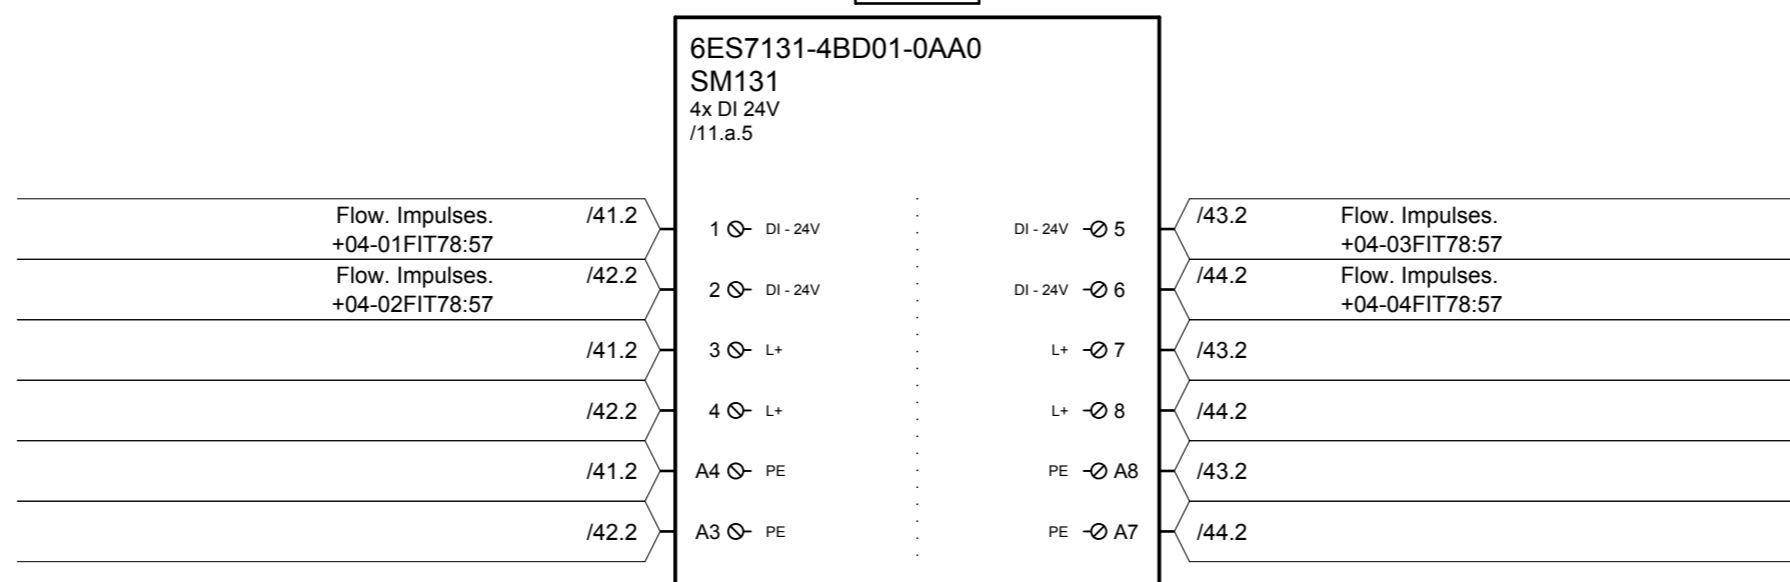 6ES7131-4BD01-0AA0
SM131
4x DI 24V
/11.a.5
Flow. Impulses. /41.2 1 DI - 24V DI - 24V 5 /43.2 Flow. Impulses.
+04-01FIT78:57 +04-03FIT78:57
Flow. Impulses. /42.2 2 DI - 24V DI - 24V 6 /44.2 Flow. Impulses.
+04-02FIT78:57 +04-04FIT78:57
/41.2 3 L+ L+ 7 /43.2
/42.2 4 L+ L+ 8 /44.2
/41.2 A4 PE PE A8 /43.2
/42.2 A3 PE PE A7 /44.2